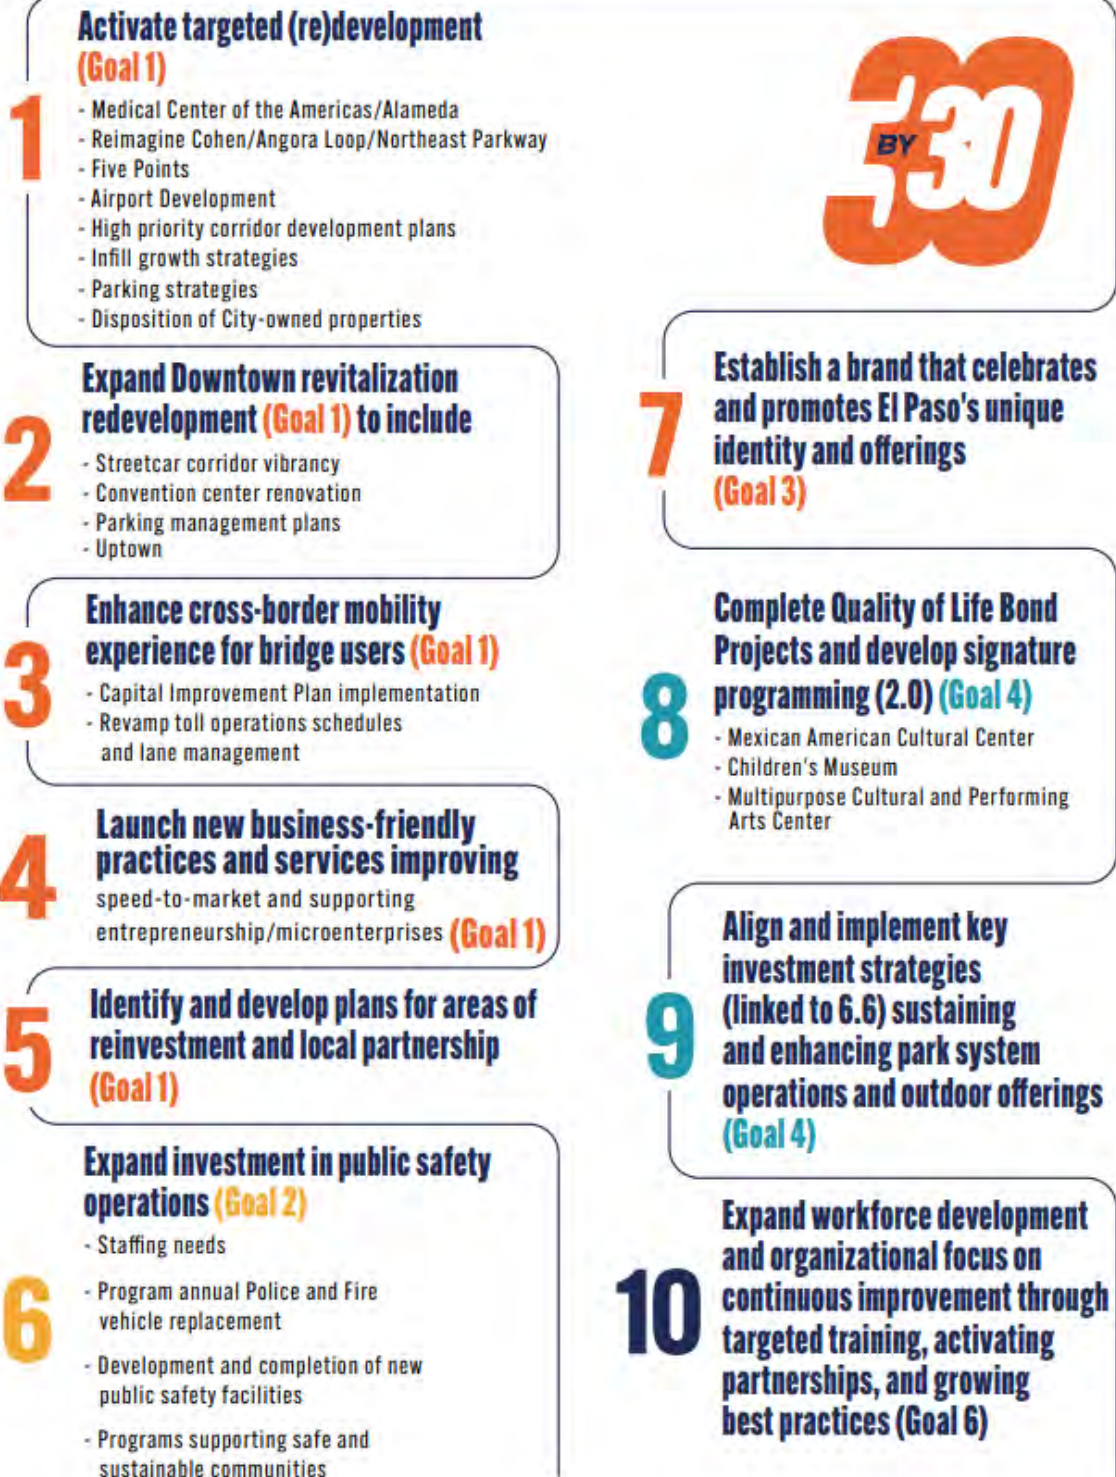 Activate targeted (re)development
(Goal 1)
1
- Medical Center of the Americas/Alameda
- Reimagine Cohen/Angora Loop/Northeast Parkway
- Five Points
- Airport Development
- High priority corridor development plans
- Infill growth strategies
- Parking strategies
- Disposition of City-owned properties
Expand Downtown revitalization
redevelopment (Goal 1) to include
2
- Streetcar corridor vibrancy
- Convention center renovation
- Parking management plans
- Uptown
Enhance cross-border mobility
experience for bridge users (Goal 1)
3
- Capital Improvement Plan implementation
- Revamp toll operations schedules
and lane management
4
Launch new business-friendly
practices and services improving
speed-to-market and supporting
entrepreneurship/microenterprises (Goal 1)
5
Identify and develop plans for areas of
reinvestment and local partnership
(Goal 1)
Expand investment in public safety
operations (Goal 2)
6
- Staffing needs
- Program annual Police and Fire
vehicle replacement
- Development and completion of new
public safety facilities
- Programs supporting safe and
sustainable communities
30
BY 30
7
Establish a brand that celebrates
and promotes El Paso's unique
identity and offerings
(Goal 3)
8
Complete Quality of Life Bond
Projects and develop signature
programming (2.0) (Goal 4)
- Mexican American Cultural Center
- Children's Museum
- Multipurpose Cultural and Performing
Arts Center
9
Align and implement key
investment strategies
(linked to 6.6) sustaining
and enhancing park system
operations and outdoor offerings
(Goal 4)
10
Expand workforce development
and organizational focus on
continuous improvement through
targeted training, activating
partnerships, and growing
best practices (Goal 6)